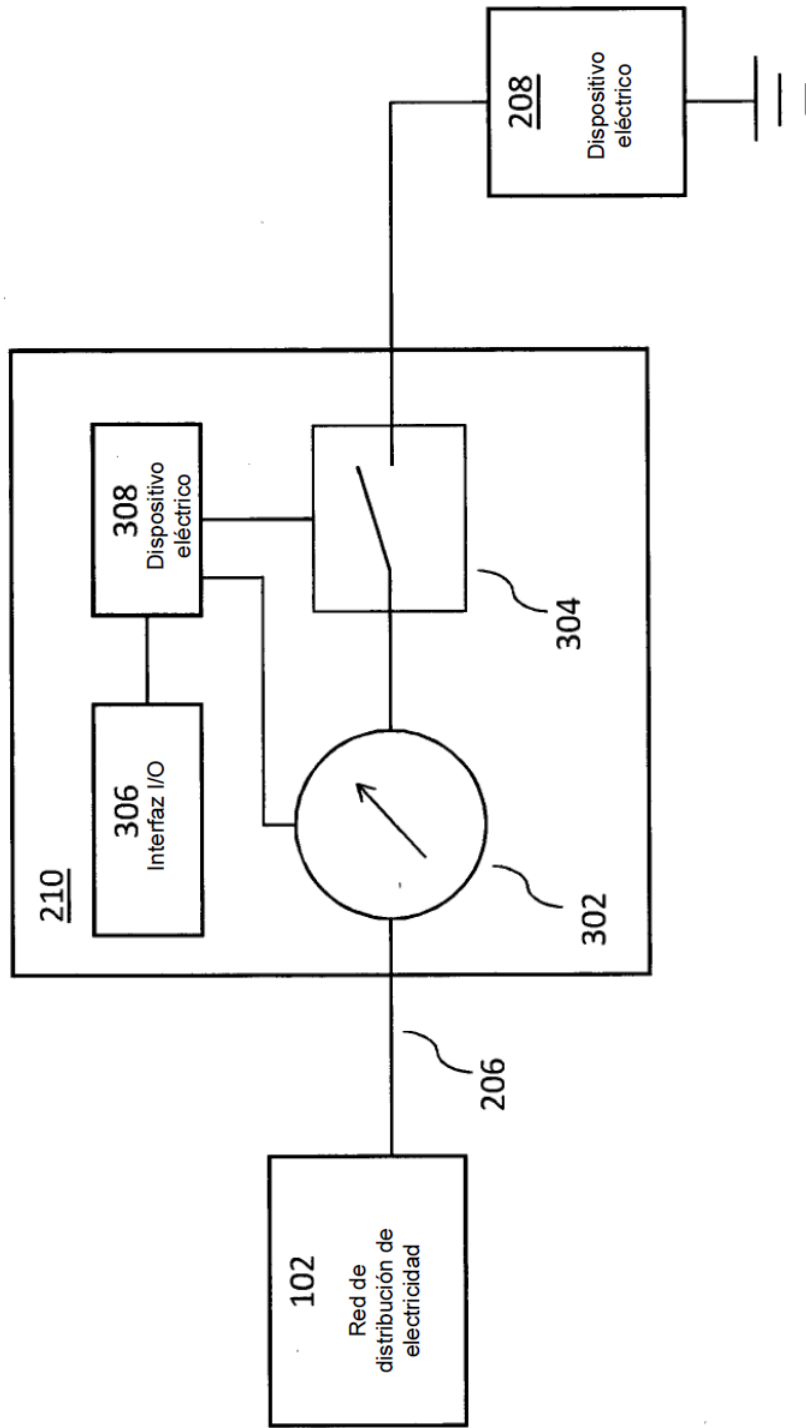 210
306
Interfaz I/O
308
Dispositivo
eléctrico
304
302
206
102
Red de
distribución de
electricidad
208
Dispositivo
eléctrico